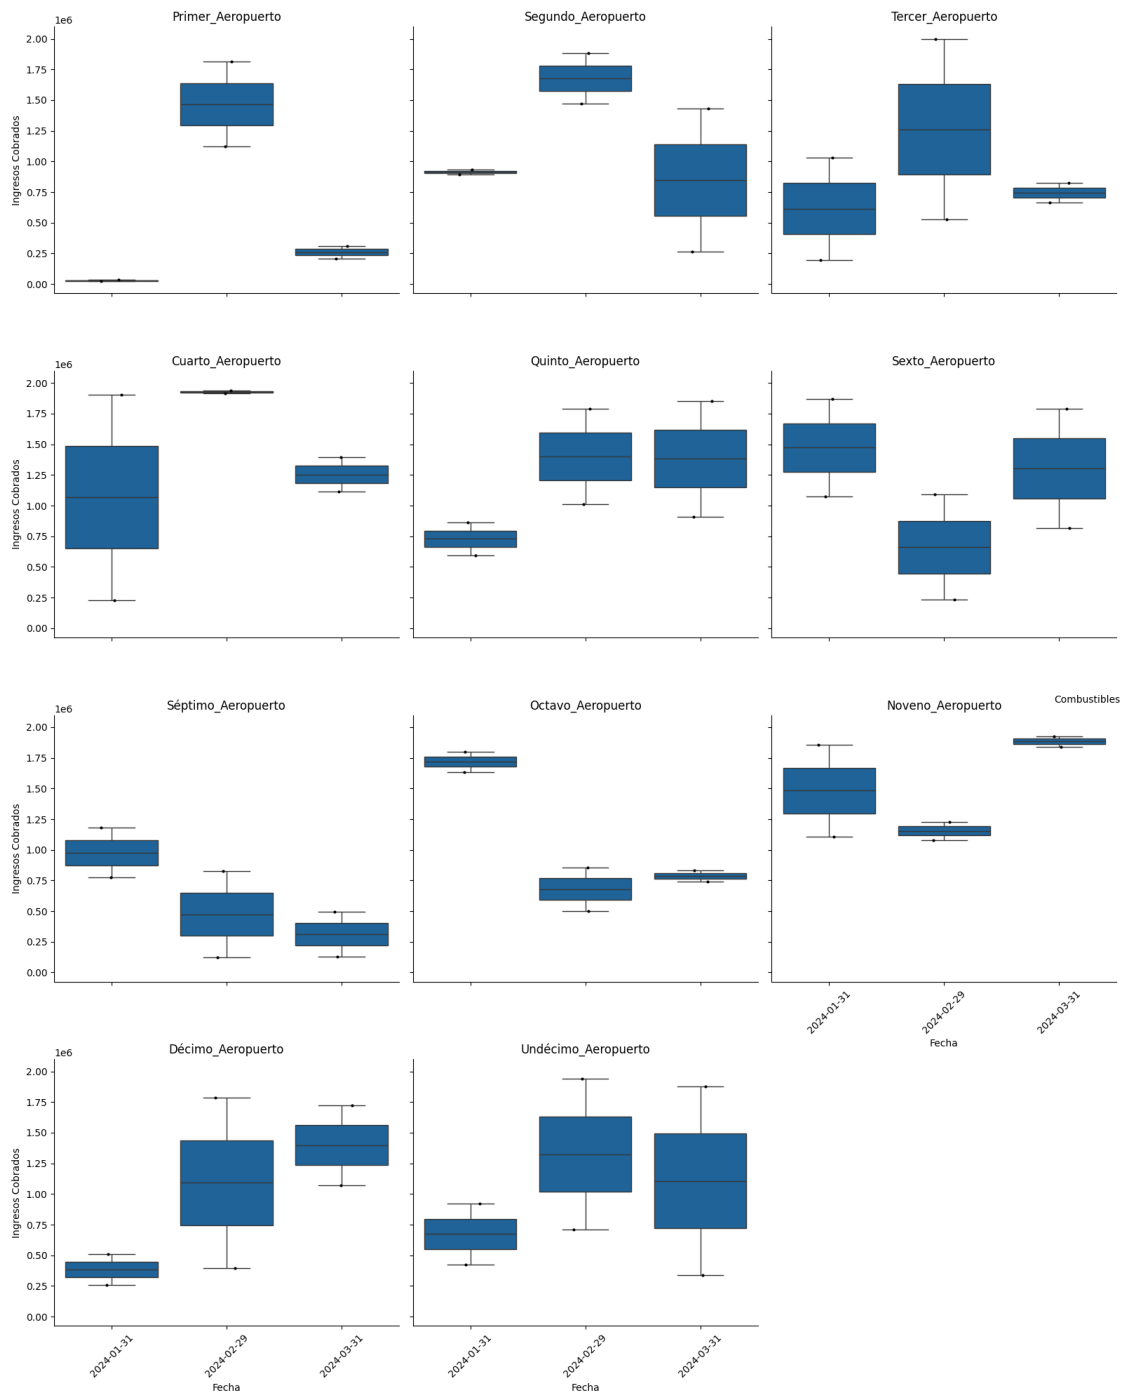 Primer_Aeropuerto
Segundo_Aeropuerto
Tercer_Aeropuerto
1e6
2.00
1.75
1.50
1.25
1.00
0.75
0.50
0.25
0.00
Ingresos Cobrados
Cuarto_Aeropuerto
Quinto_Aeropuerto
Sexto_Aeropuerto
1e6
2.00
1.75
1.50
1.25
1.00
0.75
0.50
0.25
0.00
Ingresos Cobrados
Combustibles
Séptimo_Aeropuerto
Octavo_Aeropuerto
Noveno_Aeropuerto
1e6
2.00
1.75
1.50
1.25
1.00
0.75
0.50
0.25
0.00
Ingresos Cobrados
2024-01-31
2024-02-29
2024-03-31
Fecha
Décimo_Aeropuerto
Undécimo_Aeropuerto
1e6
2.00
1.75
1.50
1.25
1.00
0.75
0.50
0.25
0.00
Ingresos Cobrados
2024-01-31
2024-02-29
2024-03-31
Fecha
2024-01-31
2024-02-29
2024-03-31
Fecha